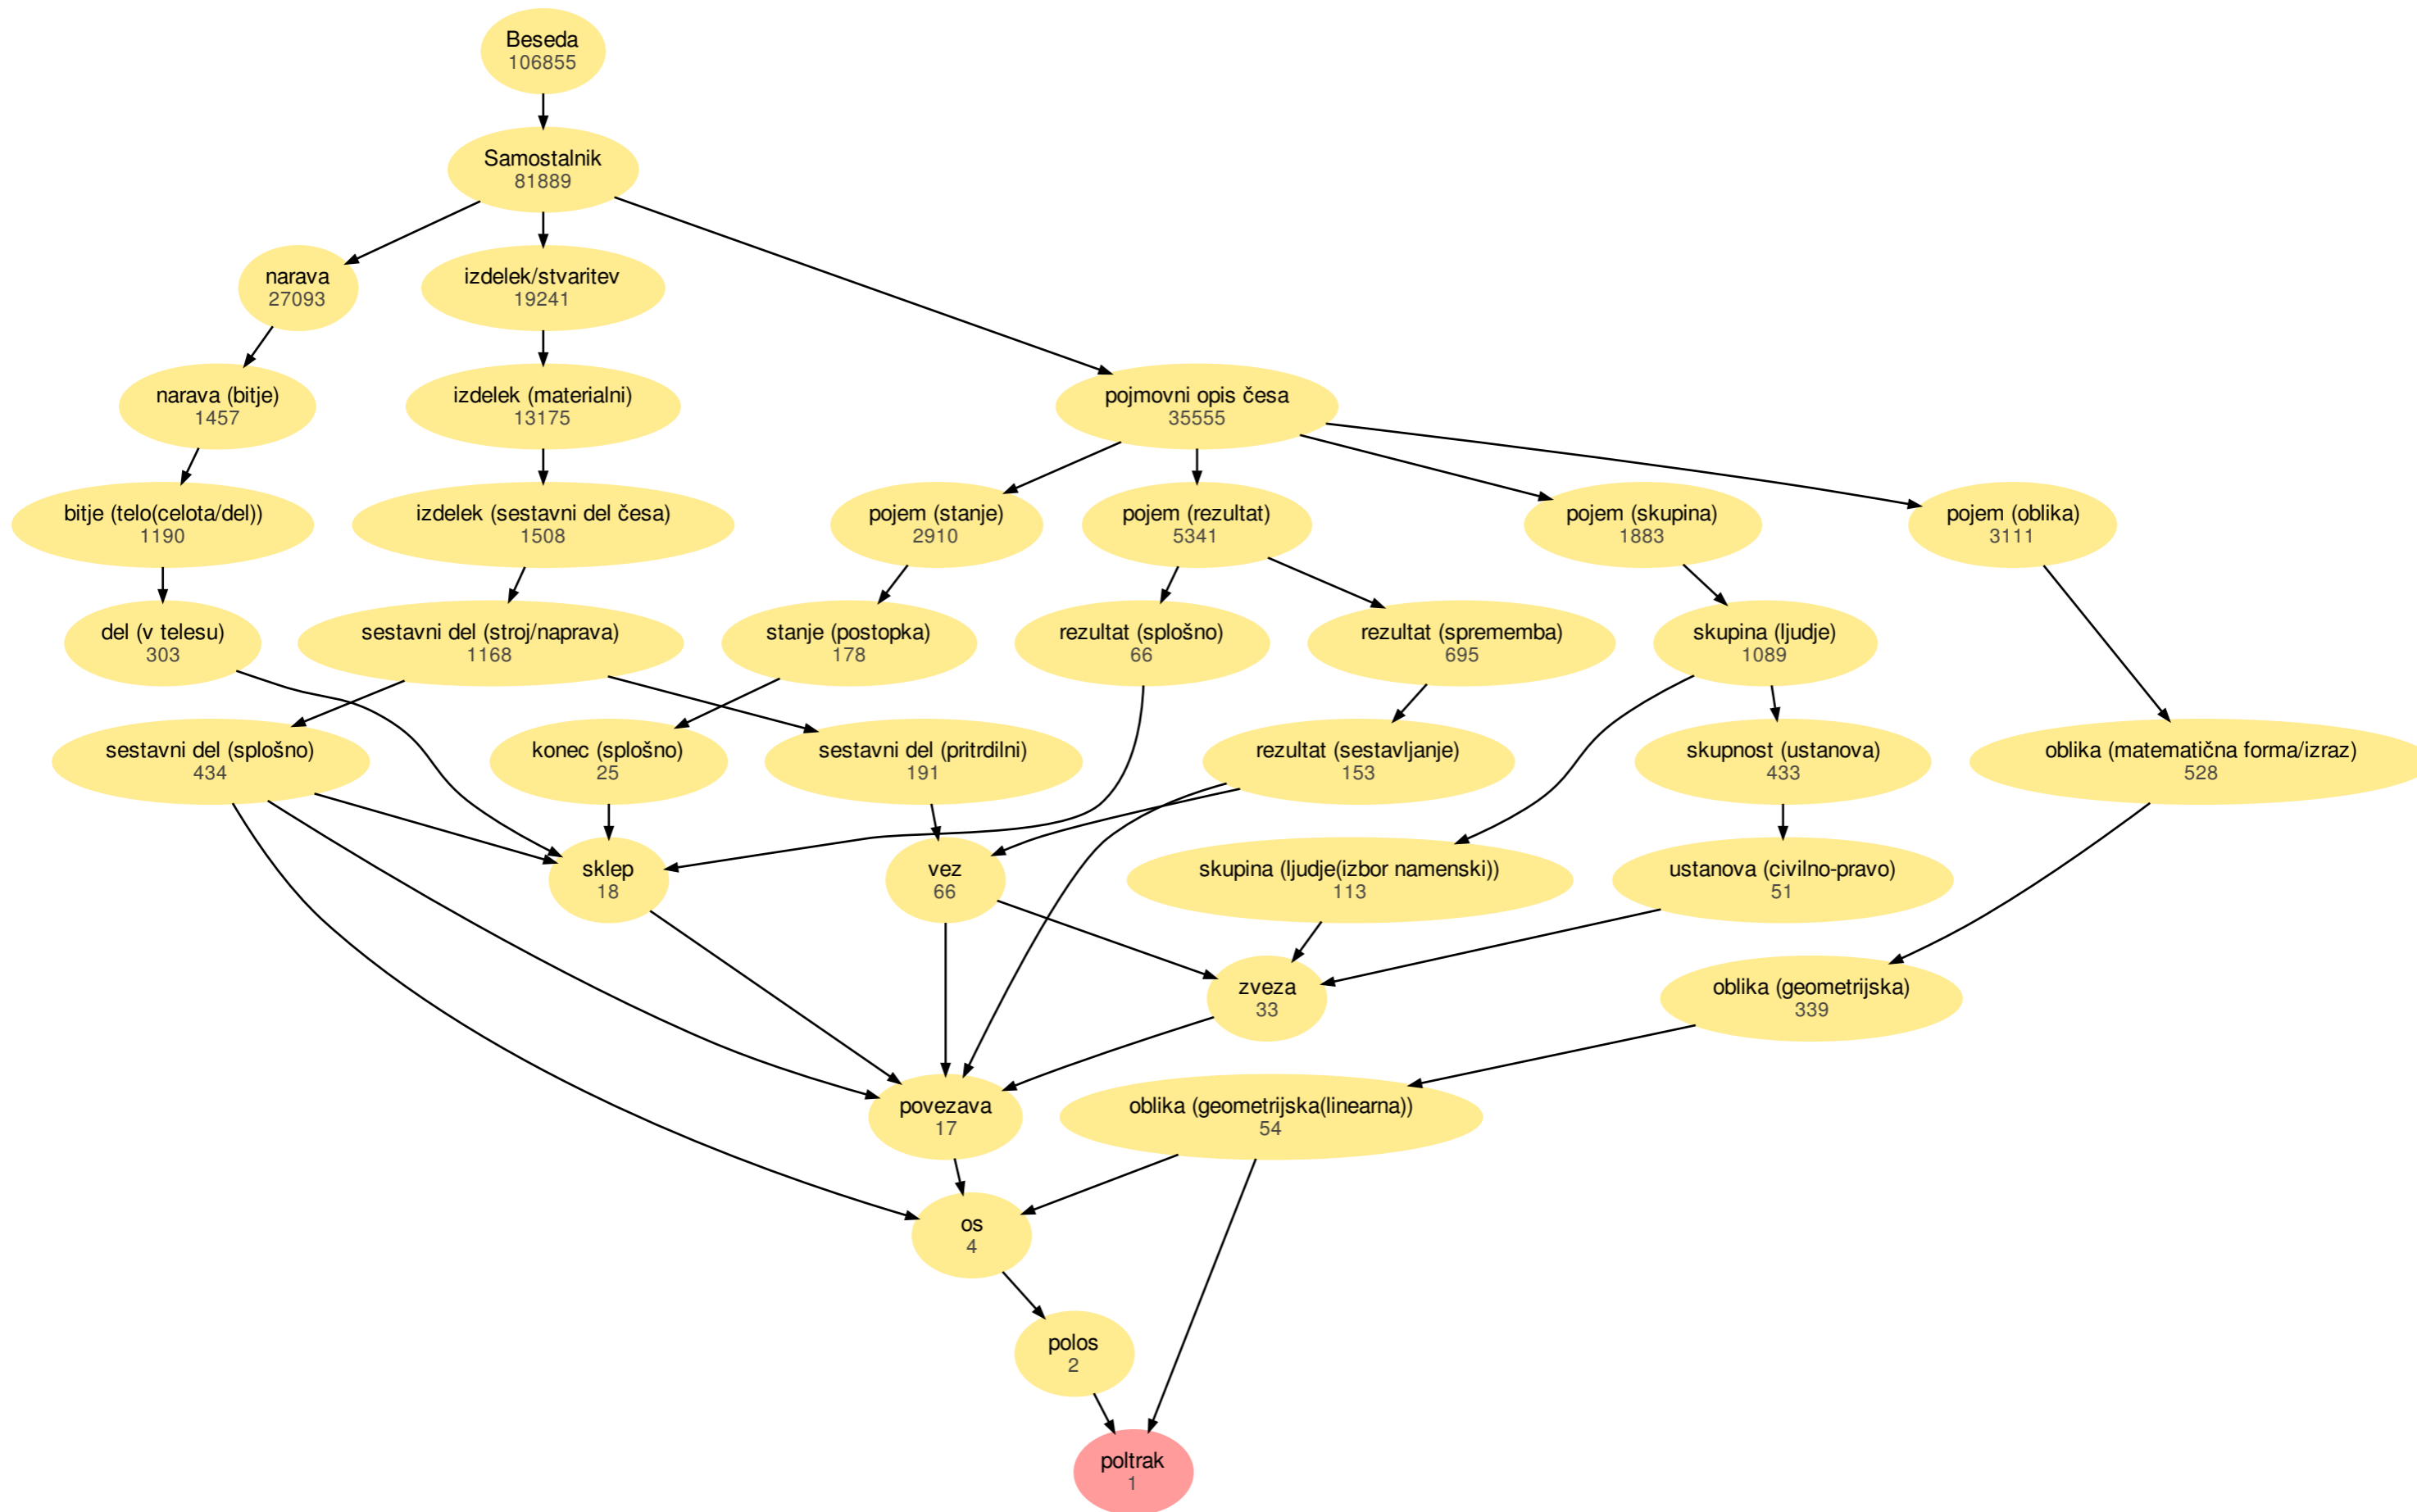 Beseda
106855
Samostalnik
81889
narava
27093
izdelek/stvaritev
19241
narava (bitje)
1457
izdelek (materialni)
13175
pojmovni opis česa
35555
bitje (telo(celota/del))
1190
izdelek (sestavni del česa)
1508
pojem (stanje)
2910
pojem (rezultat)
5341
pojem (skupina)
1883
pojem (oblika)
3111
del (v telesu)
303
sestavni del (stroj/naprava)
1168
stanje (postopka)
178
rezultat (splošno)
66
rezultat (sprememba)
695
skupina (ljudje)
1089
sestavni del (splošno)
434
konec (splošno)
25
sestavni del (pritrdilni)
191
rezultat (sestavljanje)
153
skupnost (ustanova)
433
oblika (matematična forma/izraz)
528
sklep
18
vez
66
skupina (ljudje(izbor namenski))
113
ustanova (civilno-pravo)
51
zveza
33
oblika (geometrijska)
339
povezava
17
oblika (geometrijska(linearna))
54
os
4
polos
2
poltrak
1